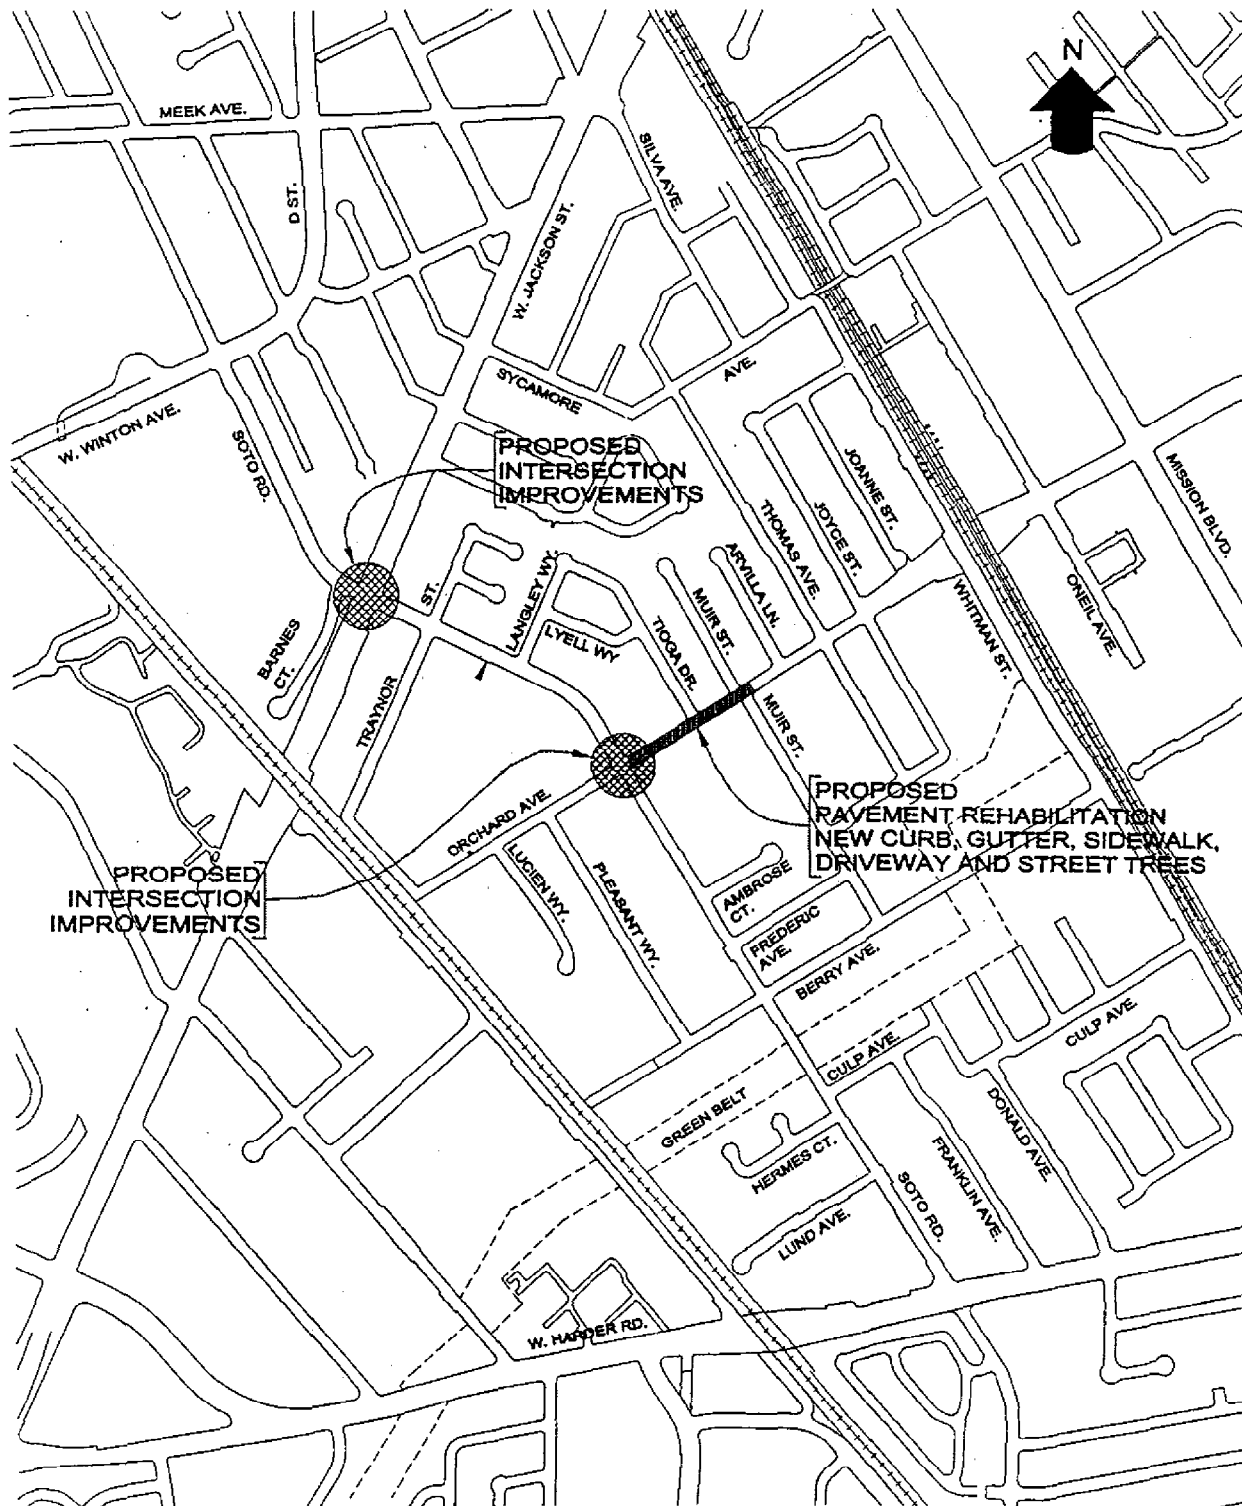 N
MEEK AVE.
D ST.
SILVA AVE.
W. JACKSON ST.
SYCAMORE
AVE.
W. WINTON AVE.
SOTO RD.
PROPOSED
INTERSECTION
IMPROVEMENTS
JOANNE ST.
JOYCE ST.
THOMAS AVE.
ARVILLA LN.
MUIR ST.
TIOGA DR.
MISSION BLVD.
ONEIL AVE.
WHITMAN ST.
LANGLEY WY.
LYELL WY
ST.
TRAYNOR
BARNES
CT.
MUIR ST.
ORCHARD AVE.
LUCIEN WY.
PLEASANT WY.
PROPOSED
PAVEMENT REHABILITATION
NEW CURB, GUTTER, SIDEWALK,
DRIVEWAY AND STREET TREES
PROPOSED
INTERSECTION
IMPROVEMENTS
AMBROSE
CT.
FREDERIC
AVE.
BERRY AVE.
CULP AVE.
CULP AVE.
GREEN BELT
HERMES CT.
LUND AVE.
SOTO RD.
FRANKLIN AVE.
DONALD AVE.
W. HARDER RD.